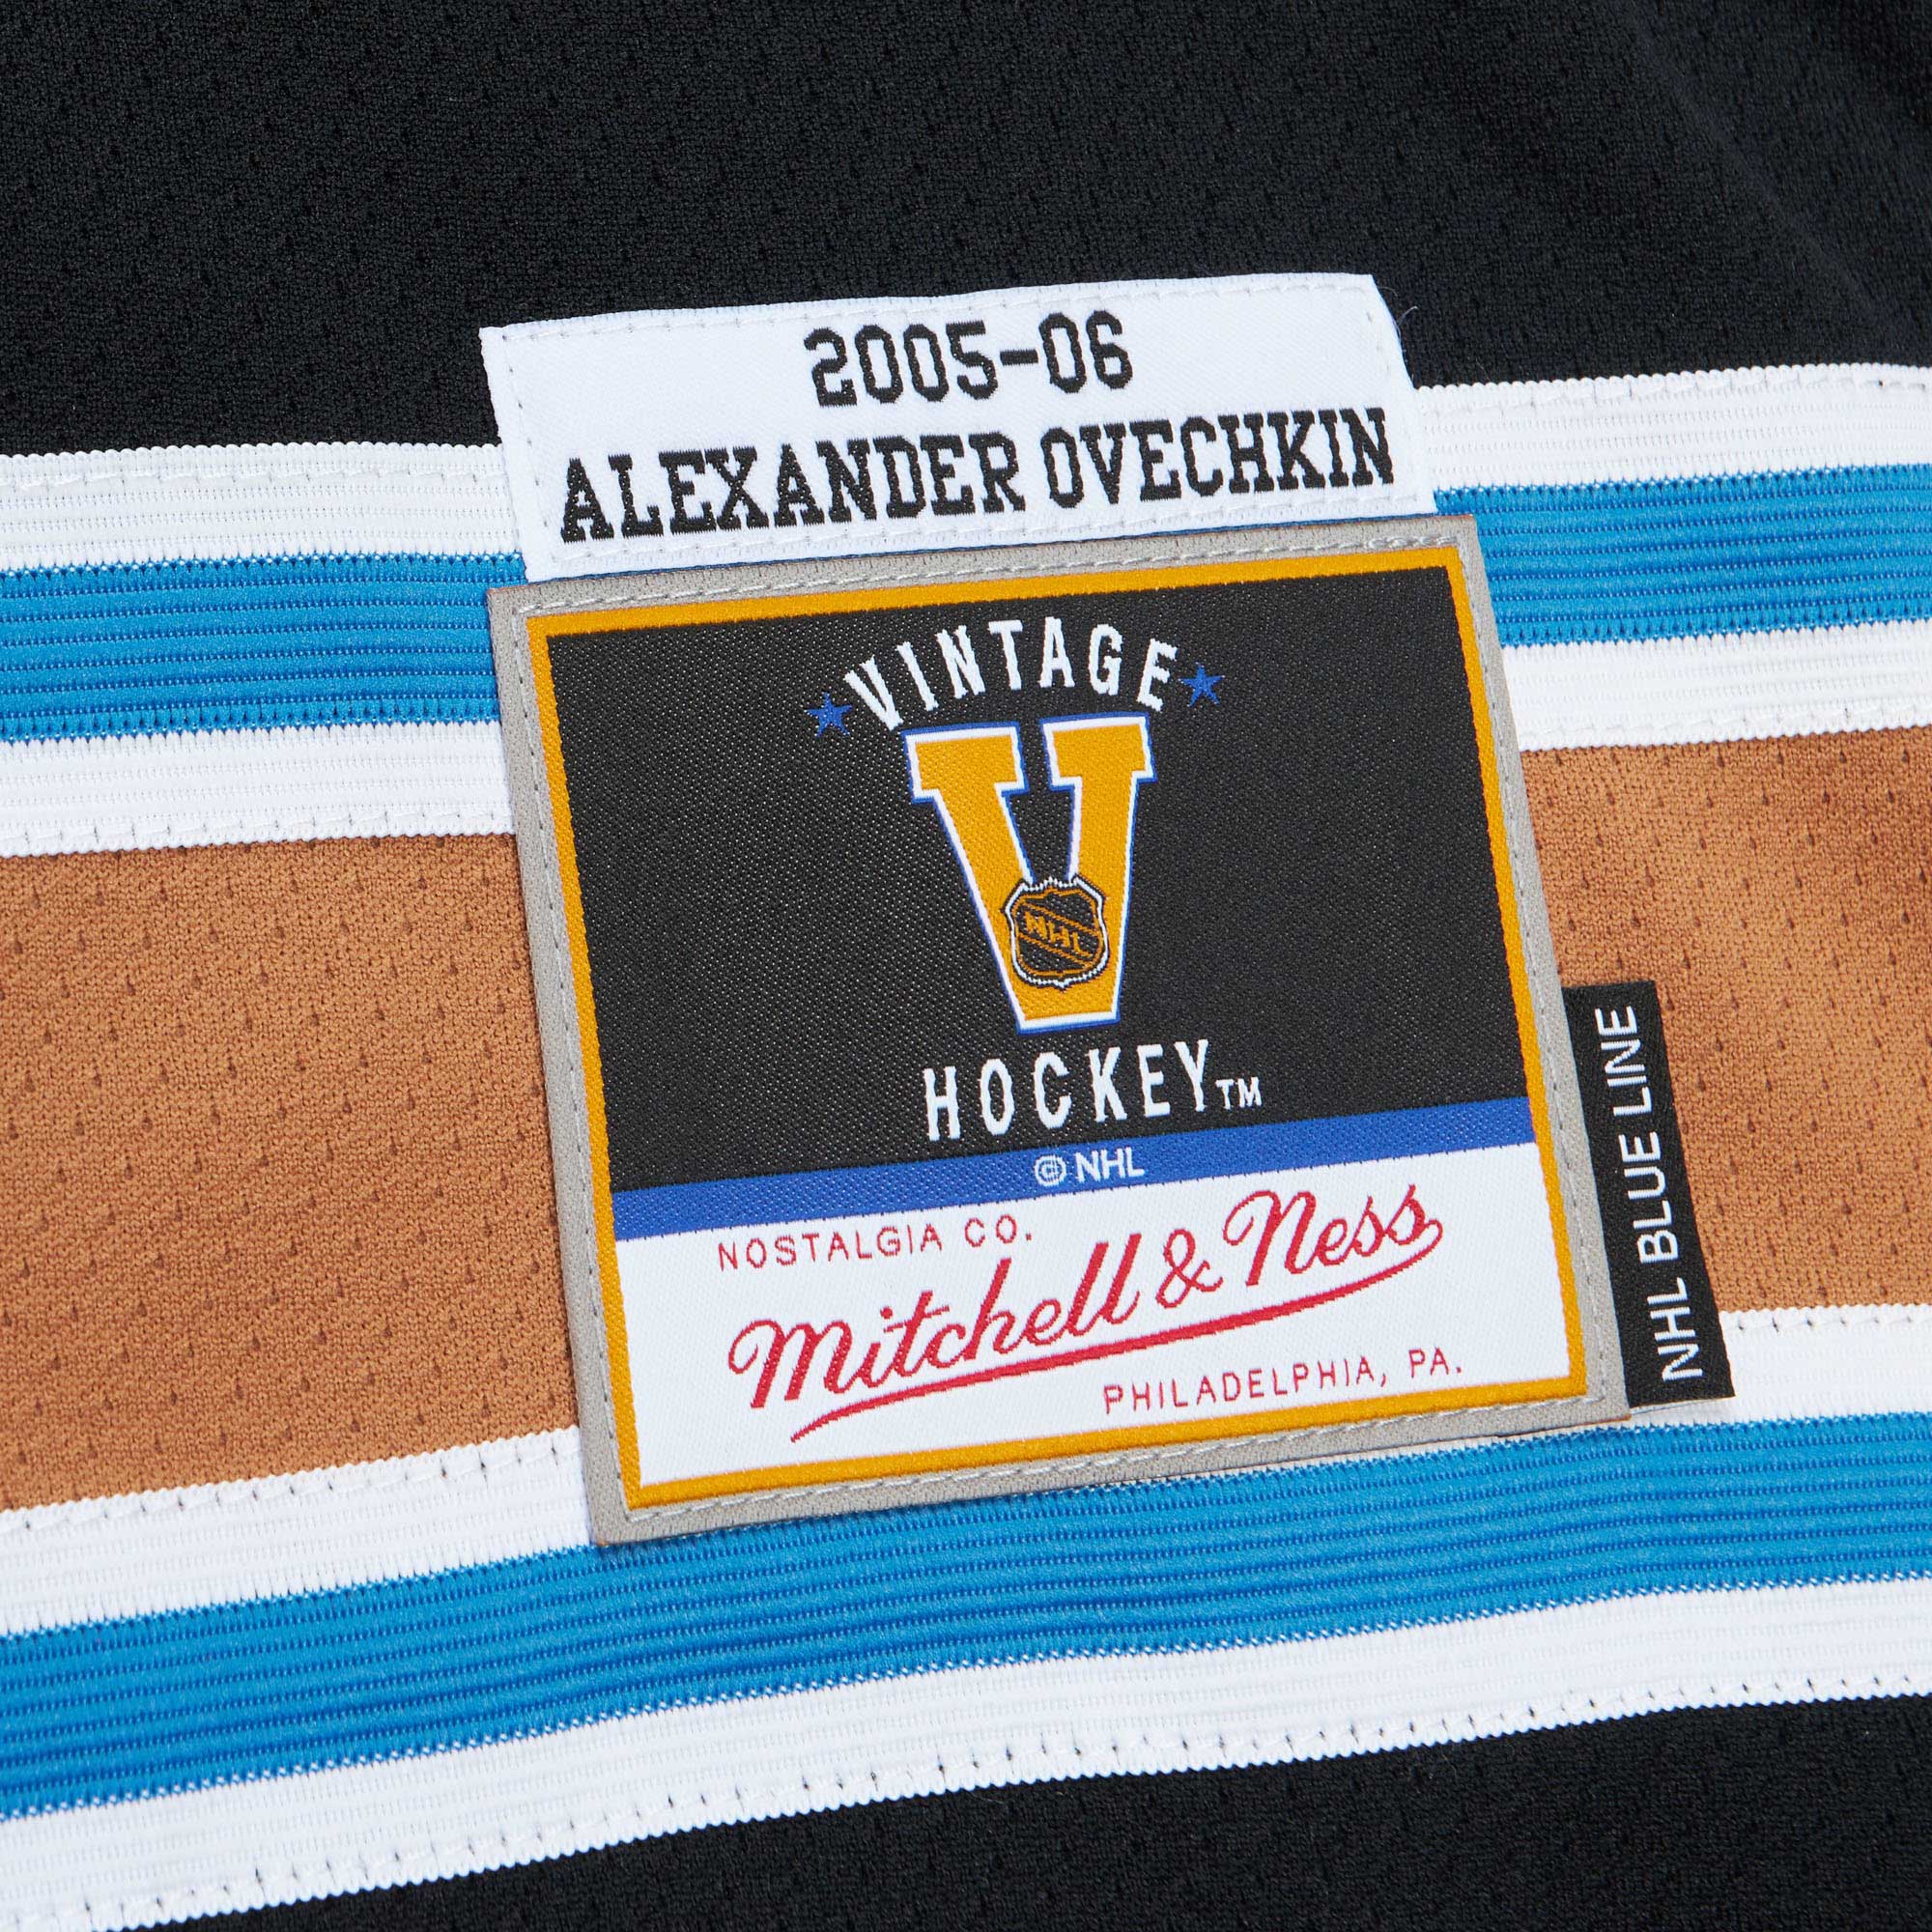 2005-06
ALEXANDER OVECHKIN
VINTAGE
NHL
HOCKEY™
© NHL
NOSTALGIA CO.
Mitchell & Ness
PHILADELPHIA, PA.
NHL BLUE LINE